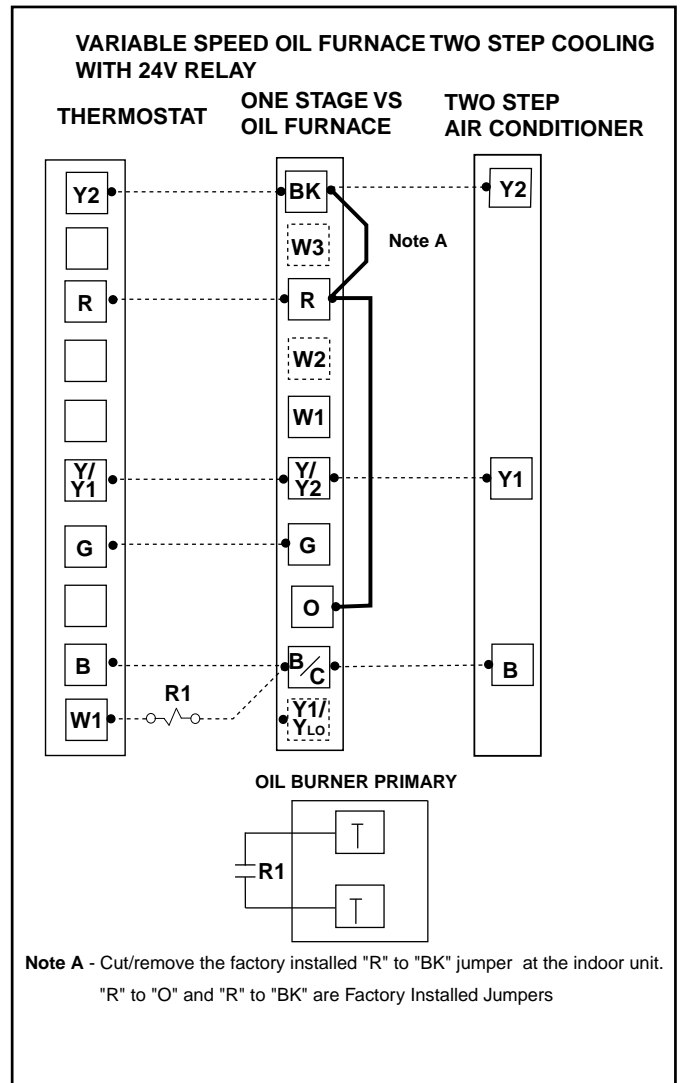 VARIABLE SPEED OIL FURNACE TWO STEP COOLING
WITH 24V RELAY
THERMOSTAT
ONE STAGE VS
OIL FURNACE
TWO STEP
AIR CONDITIONER
Y2
BK
Y2
W3
Note A
R
R
W2
W1
Y/
Y1
Y/
Y2
Y1
G
G
O
B
B/C
B
R1
W1
Y1/
YLO
OIL BURNER PRIMARY
T
R1
T
Note A - Cut/remove the factory installed "R" to "BK" jumper at the indoor unit.
"R" to "O" and "R" to "BK" are Factory Installed Jumpers